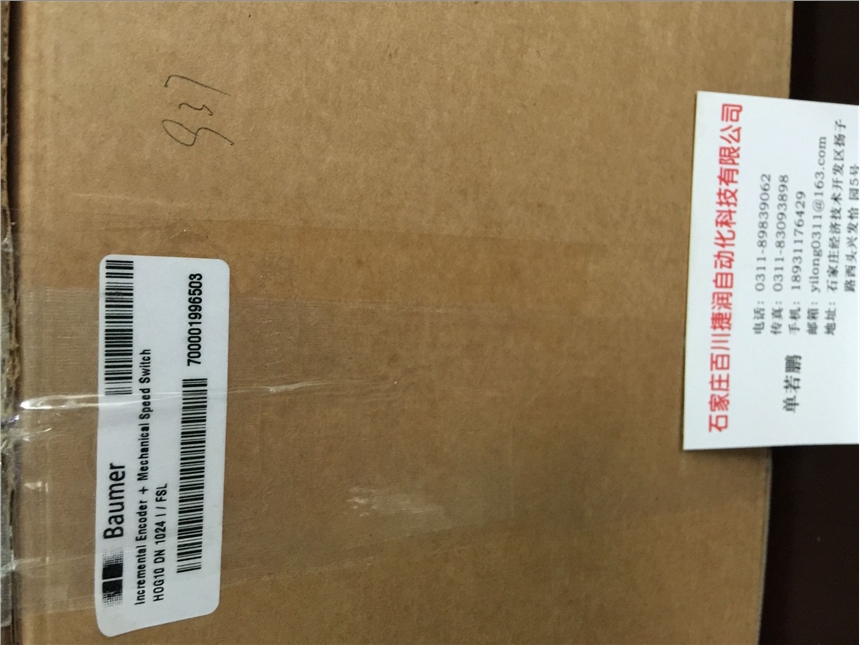 937
Baumer
Incremental Encoder + Mechanical Speed Switch
HOG10 DN 1024 I / FSL
700001996503
石家庄百川捷润自动化科技有限公司
单若鹏
电话：0311-89839062
传真：0311-83093898
手机：18931176429
邮箱：yilong0311@163.com
地址：石家庄经济技术开发区扬子
路西头兴发怡园5号